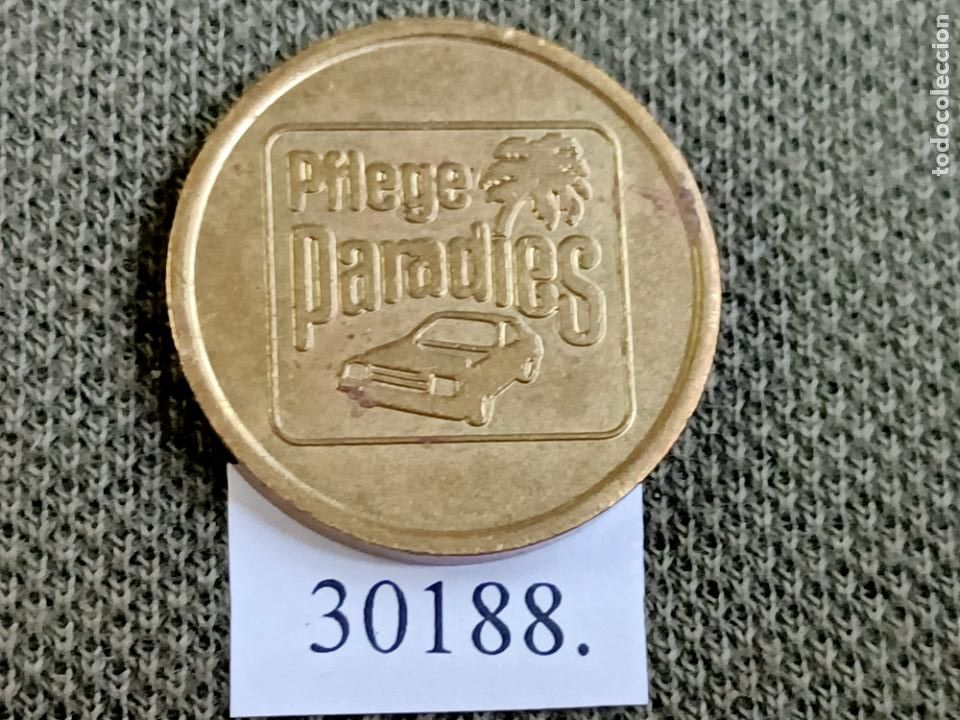 Pflege
Paradies
30188.
todocoleccion